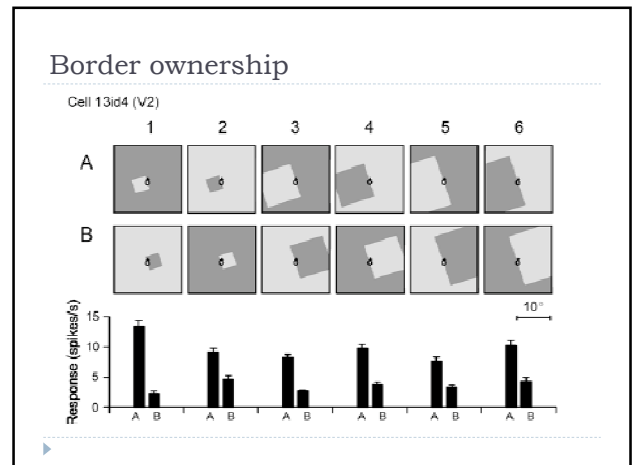 Border ownership
Cell 13id4 (V2)
1 2 3 4 5 6
A
B
10°
Response (spikes/s)
15
10
5
0
A B A B A B A B A B A B